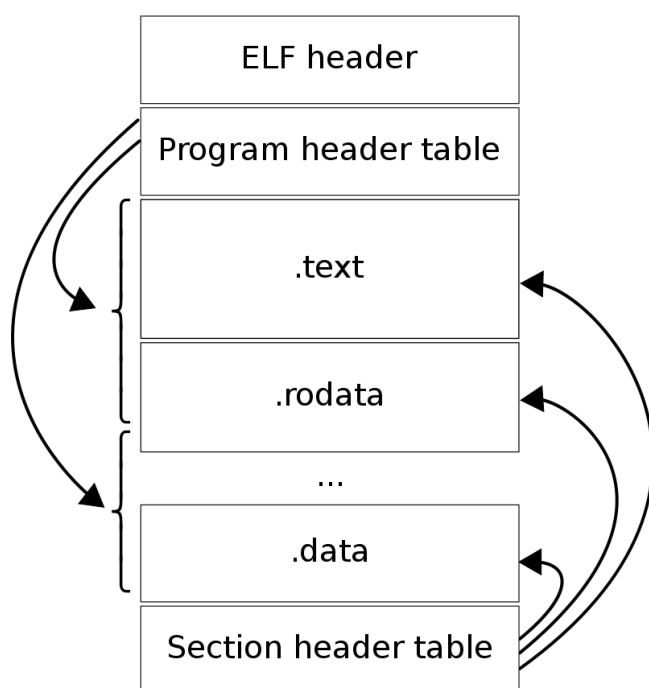 ELF header
Program header table
.text
.rodata
...
.data
Section header table